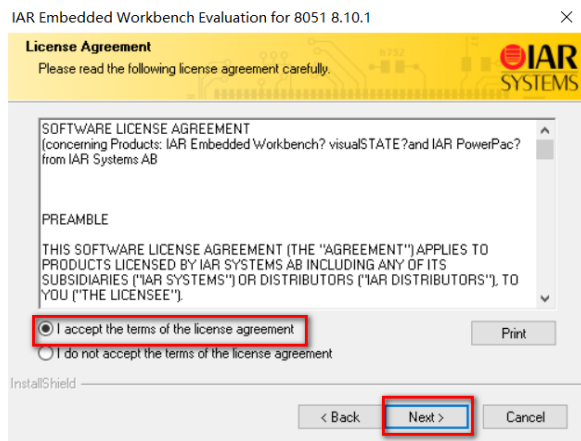 IAR Embedded Workbench Evaluation for 8051 8.10.1
License Agreement
Please read the following license agreement carefully.
IAR
SYSTEMS
SOFTWARE LICENSE AGREEMENT
(concerning Products: IAR Embedded Workbench? visualSTATE?and IAR PowerPac?
from IAR Systems AB
PREAMBLE
THIS SOFTWARE LICENSE AGREEMENT (THE "AGREEMENT") APPLIES TO
PRODUCTS LICENSED BY IAR SYSTEMS AB INCLUDING ANY OF ITS
SUBSIDIARIES ("IAR SYSTEMS") OR DISTRIBUTORS ("IAR DISTRIBUTORS"), TO
YOU ("THE LICENSEE").
I accept the terms of the license agreement
Print
I do not accept the terms of the license agreement
InstallShield
< Back
Next >
Cancel